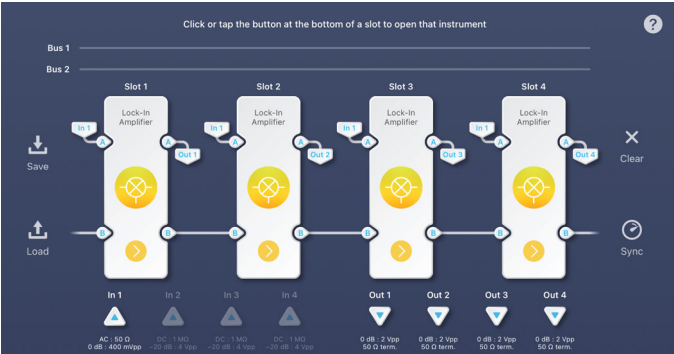 Click or tap the button at the bottom of a slot to open that instrument
?
Bus 1
Bus 2
Slot 1 Slot 2 Slot 3 Slot 4
Lock-In Lock-In Lock-In Lock-In
Amplifier Amplifier Amplifier Amplifier
In 1 A A Out 1 In 1 A A Out 2 In 1 A A Out 3 In 1 A A Out 4
Save Clear
B B B B B B B B
Load Sync
In 1 In 2 In 3 In 4 Out 1 Out 2 Out 3 Out 4
AC : 50 Ω DC : 1 MΩ DC : 1 MΩ DC : 1 MΩ 0 dB : 2 Vpp 0 dB : 2 Vpp 0 dB : 2 Vpp 0 dB : 2 Vpp
0 dB : 400 mVpp -20 dB : 4 Vpp -20 dB : 4 Vpp -20 dB : 4 Vpp 50 Ω term. 50 Ω term. 50 Ω term. 50 Ω term.